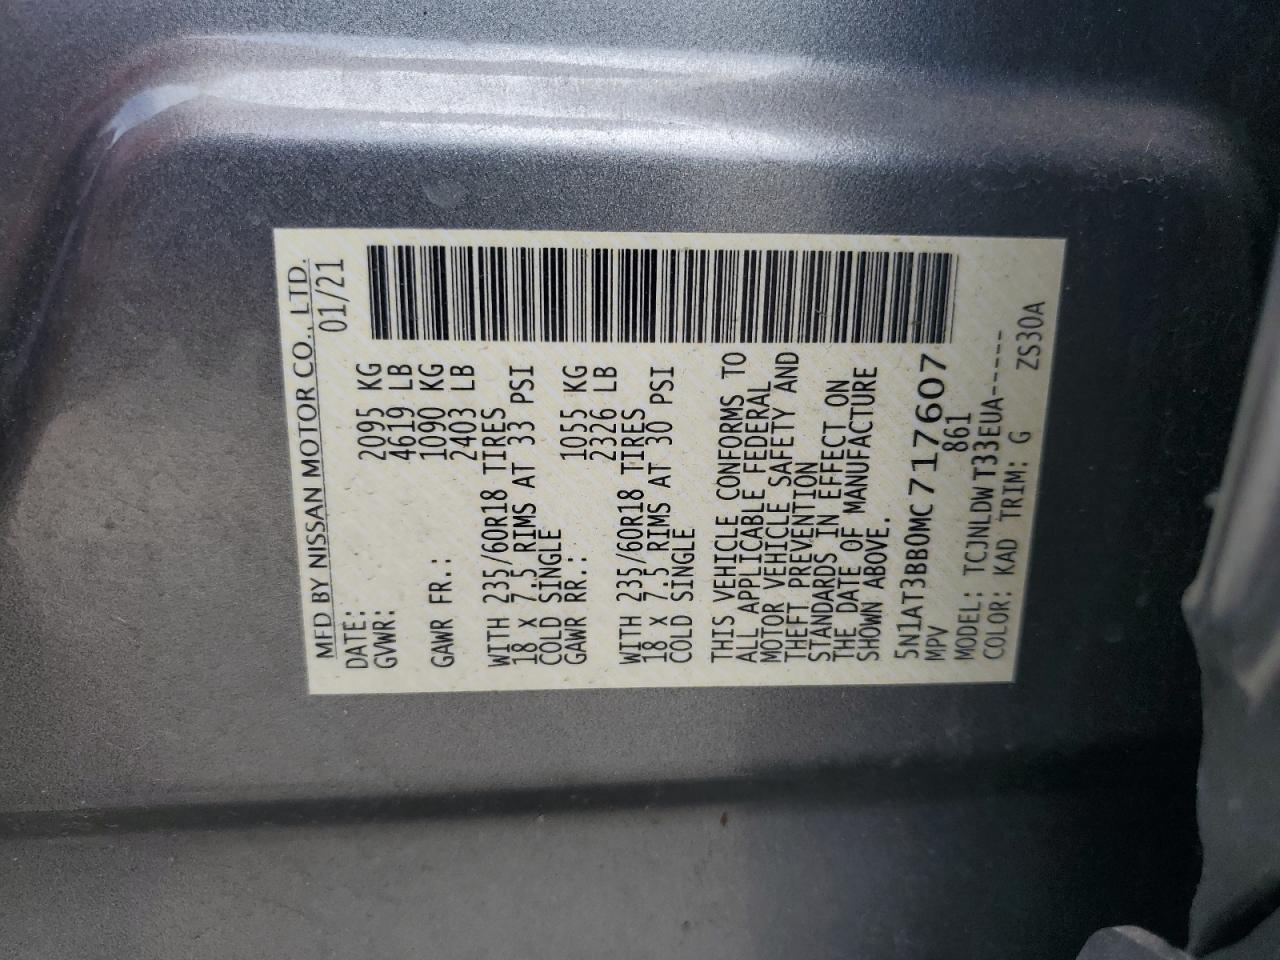 MFD BY NISSAN MOTOR CO., LTD.
DATE: 01/21
GVWR: 2095 KG
4619 LB
GAWR FR.: 1090 KG
2403 LB
WITH 235/60R18 TIRES
18 X 7.5 RIMS AT 33 PSI
COLD SINGLE
GAWR RR.: 1055 KG
2326 LB
WITH 235/60R18 TIRES
18 X 7.5 RIMS AT 30 PSI
COLD SINGLE
THIS VEHICLE CONFORMS TO
ALL APPLICABLE FEDERAL
MOTOR VEHICLE SAFETY AND
THEFT PREVENTION
STANDARDS IN EFFECT ON
THE DATE OF MANUFACTURE
SHOWN ABOVE.
5N1AT3BB0MC717607
MPV 861
MODEL: TCJNLDWT33EUA-----
COLOR: KAD TRIM: G ZS30A